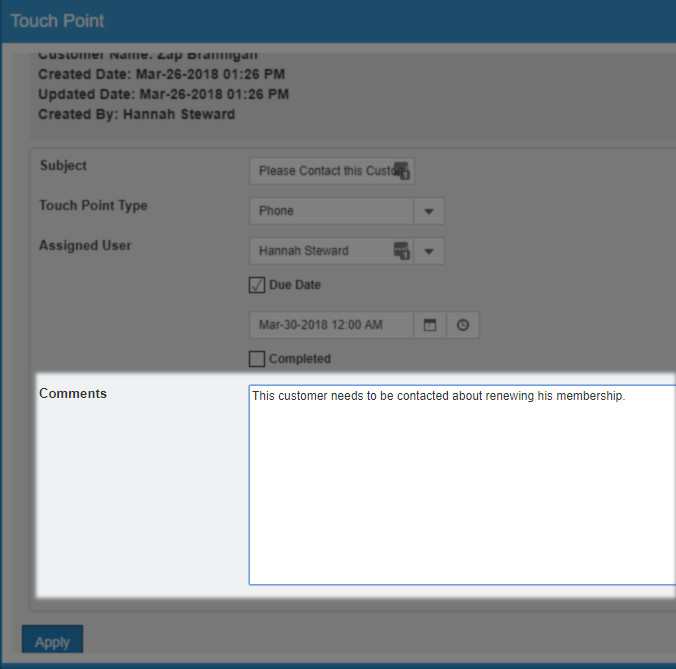 Touch Point
Customer Name: Zap Brannigan
Created Date: Mar-26-2018 01:26 PM
Updated Date: Mar-26-2018 01:26 PM
Created By: Hannah Steward
Subject
Please Contact this Custo
Touch Point Type
Phone
Assigned User
Hannah Steward
Due Date
Mar-30-2018 12:00 AM
Completed
Comments
This customer needs to be contacted about renewing his membership.
Apply